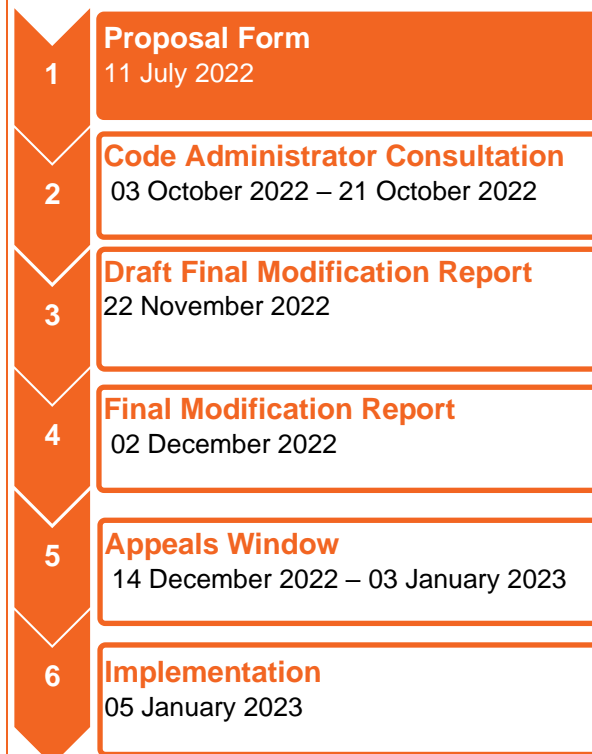 1
Proposal Form
11 July 2022
2
Code Administrator Consultation
03 October 2022 – 21 October 2022
3
Draft Final Modification Report
22 November 2022
4
Final Modification Report
02 December 2022
5
Appeals Window
14 December 2022 – 03 January 2023
6
Implementation
05 January 2023